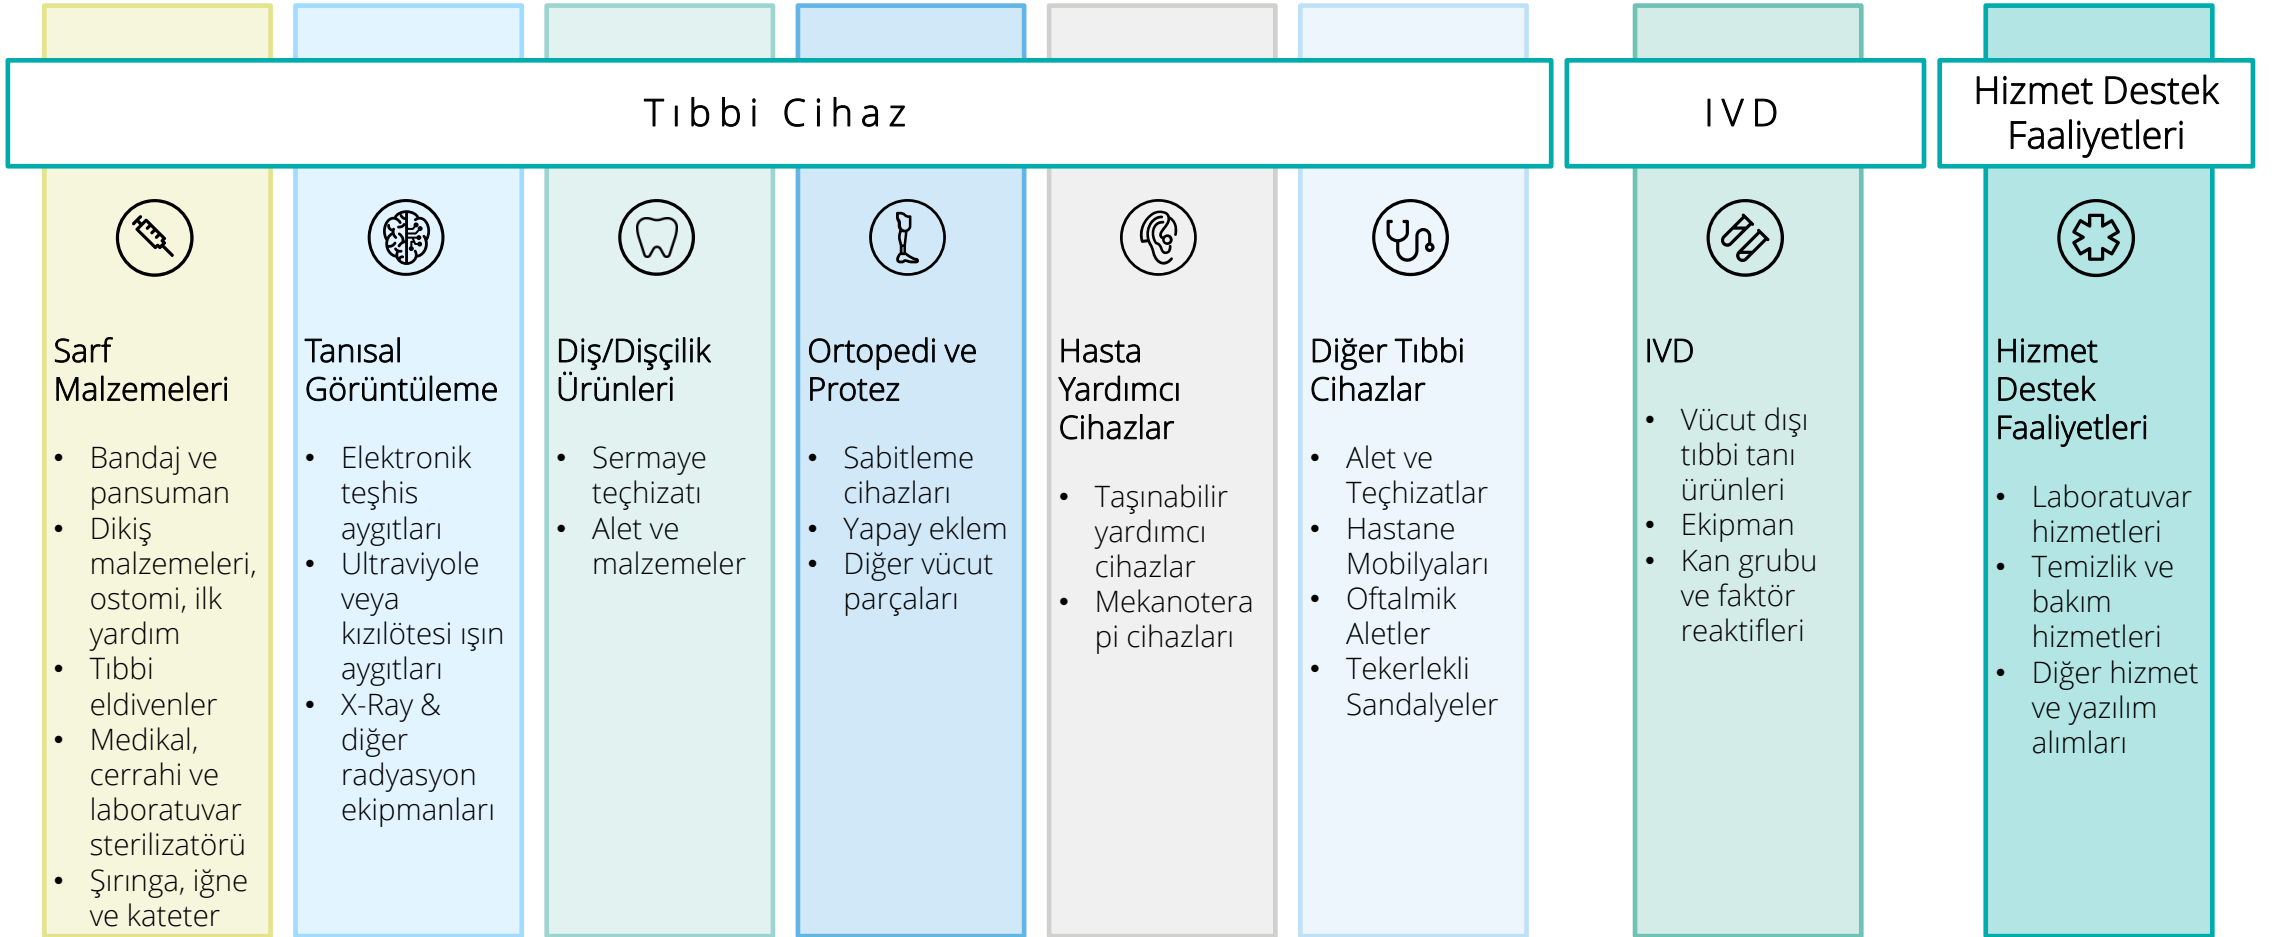 Tıbbi Cihaz
IVD
Hizmet Destek
Faaliyetleri
Sarf
Malzemeleri
• Bandaj ve
pansuman
• Dikiş
malzemeleri,
ostomi, ilk
yardım
• Tıbbi
eldivenler
• Medikal,
cerrahi ve
laboratuvar
sterilizatörü
• Şırınga, iğne
ve kateter
Tanısal
Görüntüleme
• Elektronik
teşhis
aygıtları
• Ultraviyole
veya
kızılötesi ışın
aygıtları
• X-Ray &
diğer
radyasyon
ekipmanları
Diş/Dişçilik
Ürünleri
• Sermaye
teçhizatı
• Alet ve
malzemeler
Ortopedi ve
Protez
• Sabitleme
cihazları
• Yapay eklem
• Diğer vücut
parçaları
Hasta
Yardımcı
Cihazlar
• Taşınabilir
yardımcı
cihazlar
• Mekanotera
pi cihazları
Diğer Tıbbi
Cihazlar
• Alet ve
Teçhizatlar
• Hastane
Mobilyaları
• Oftalmik
Aletler
• Tekerlekli
Sandalyeler
IVD
• Vücut dışı
tıbbi tanı
ürünleri
• Ekipman
• Kan grubu
ve faktör
reaktifleri
Hizmet
Destek
Faaliyetleri
• Laboratuvar
hizmetleri
• Temizlik ve
bakım
hizmetleri
• Diğer hizmet
ve yazılım
alımları